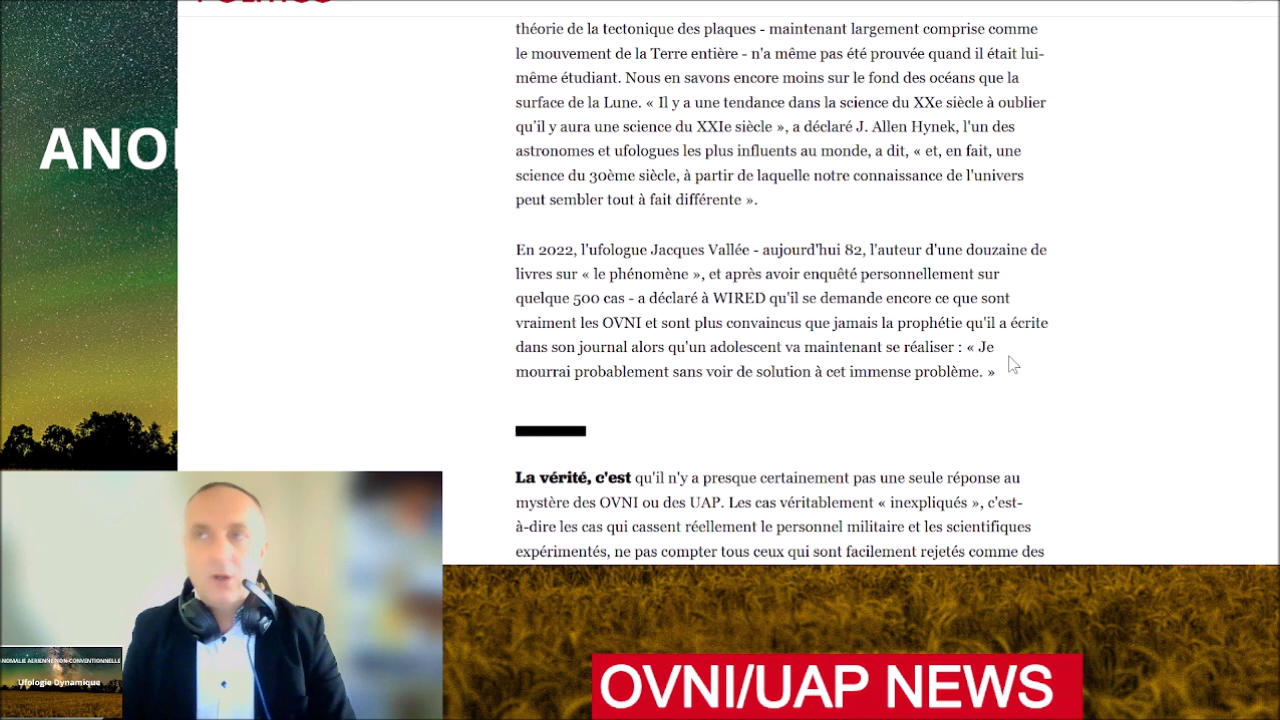 théorie de la tectonique des plaques - maintenant largement comprise comme
le mouvement de la Terre entière - n'a même pas été prouvée quand il était lui-
même étudiant. Nous en savons encore moins sur le fond des océans que la
surface de la Lune. « Il y a une tendance dans la science du XXe siècle à oublier
qu'il y aura une science du XXIe siècle », a déclaré J. Allen Hynek, l'un des
astronomes et ufologues les plus influents au monde, a dit, « et, en fait, une
science du 30ème siècle, à partir de laquelle notre connaissance de l'univers
peut sembler tout à fait différente ».
En 2022, l'ufologue Jacques Vallée - aujourd'hui 82, l'auteur d'une douzaine de
livres sur « le phénomène », et après avoir enquêté personnellement sur
quelque 500 cas - a déclaré à WIRED qu'il se demande encore ce que sont
vraiment les OVNI et sont plus convaincus que jamais la prophétie qu'il a écrite
dans son journal alors qu'un adolescent va maintenant se réaliser : « Je
mourrai probablement sans voir de solution à cet immense problème. »
La vérité, c'est qu'il n'y a presque certainement pas une seule réponse au
mystère des OVNI ou des UAP. Les cas véritablement « inexpliqués », c'est-
à-dire les cas qui cassent réellement le personnel militaire et les scientifiques
expérimentés, ne pas compter tous ceux qui sont facilement rejetés comme des
ANO
ANOMALIE AERIENNE NON-CONVENTIONNELLE
Ufologie Dynamique
OVNI/UAP NEWS